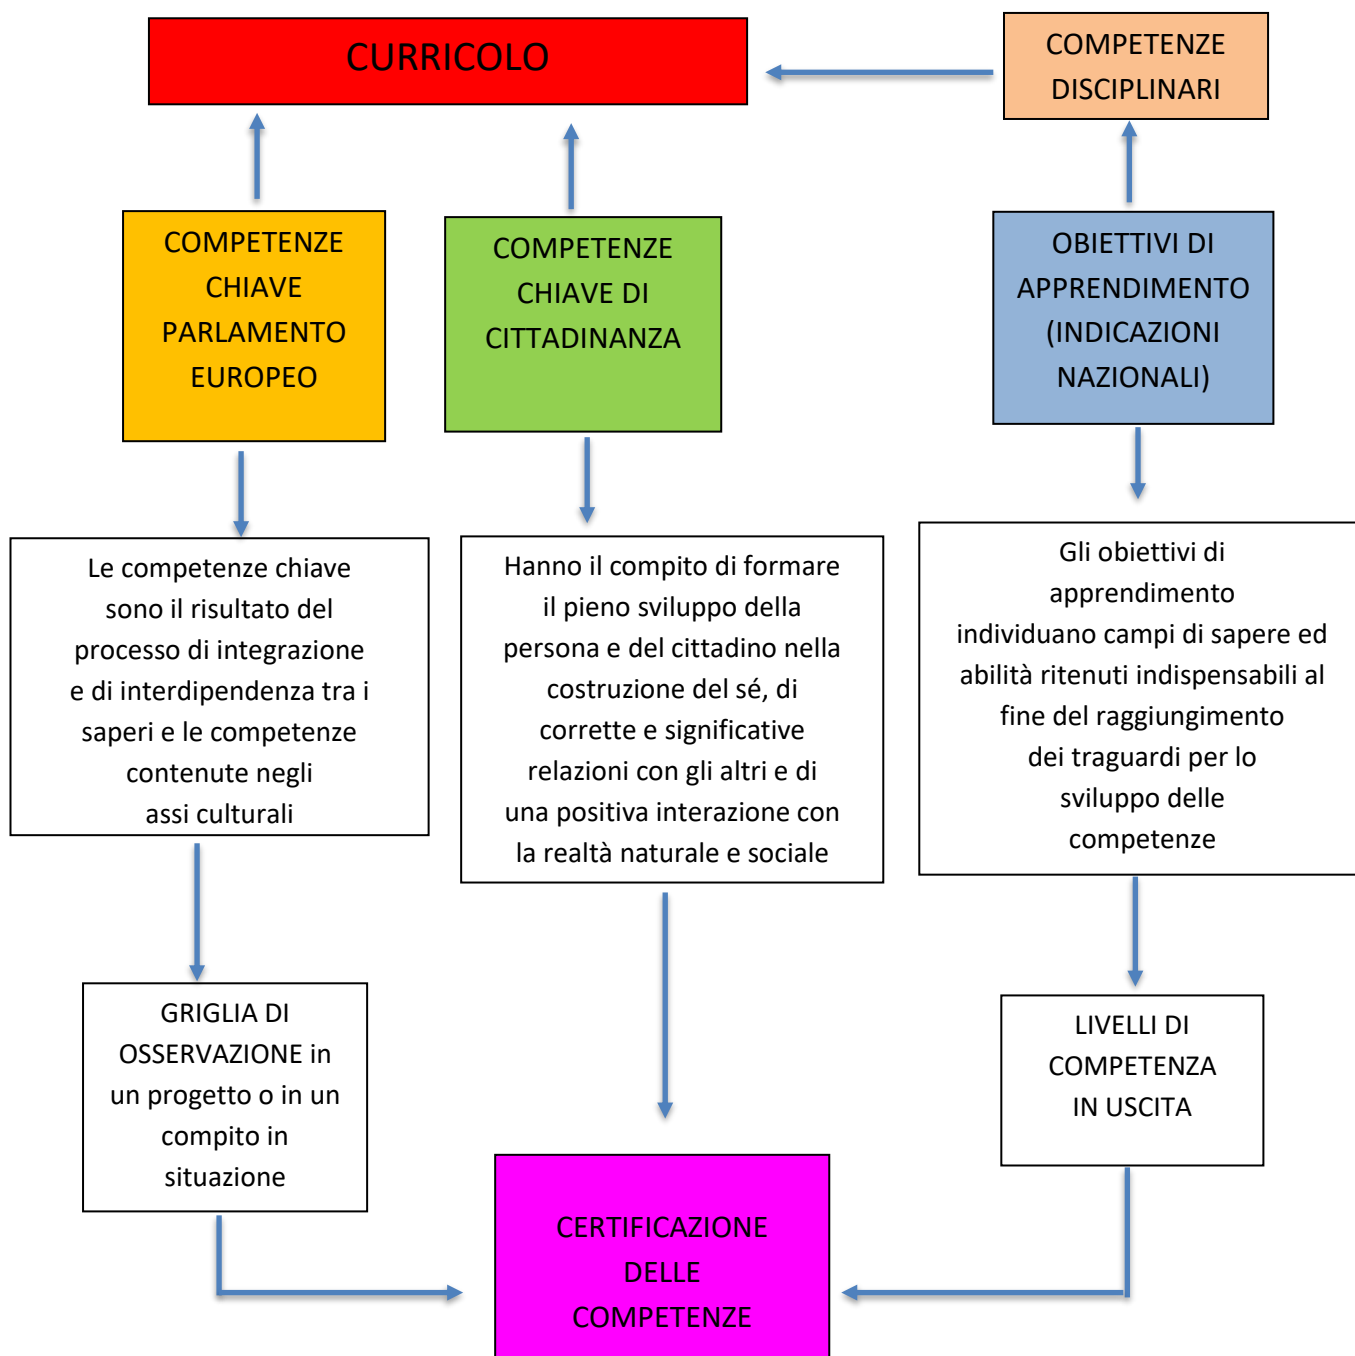 CURRICOLO
COMPETENZE
DISCIPLINARI
COMPETENZE
CHIAVE
PARLAMENTO
EUROPEO
COMPETENZE
CHIAVE DI
CITTADINANZA
OBIETTIVI DI
APPRENDIMENTO
(INDICAZIONI
NAZIONALI)
Le competenze chiave
sono il risultato del
processo di integrazione
e di interdipendenza tra i
saperi e le competenze
contenute negli
assi culturali
Hanno il compito di formare
il pieno sviluppo della
persona e del cittadino nella
costruzione del sé, di
corrette e significative
relazioni con gli altri e di
una positiva interazione con
la realtà naturale e sociale
Gli obiettivi di
apprendimento
individuano campi di sapere ed
abilità ritenuti indispensabili al
fine del raggiungimento
dei traguardi per lo
sviluppo delle
competenze
GRIGLIA DI
OSSERVAZIONE in
un progetto o in un
compito in
situazione
LIVELLI DI
COMPETENZA
IN USCITA
CERTIFICAZIONE
DELLE
COMPETENZE